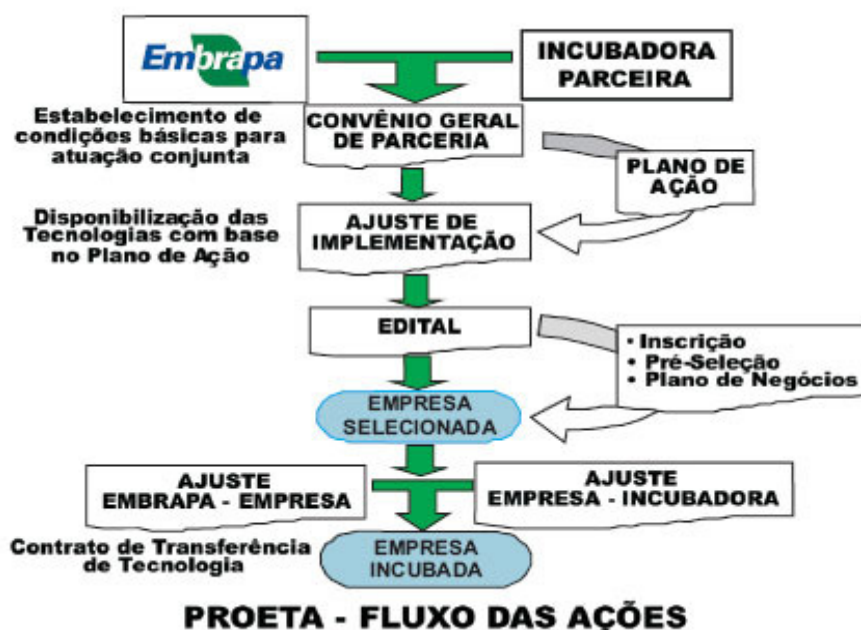 Embrapa
INCUBADORA
PARCEIRA
Estabelecimento de
condições básicas para
atuação conjunta
CONVÊNIO GERAL
DE PARCERIA
PLANO DE
AÇÃO
Disponibilização das
Tecnologias com base
no Plano de Ação
AJUSTE DE
IMPLEMENTAÇÃO
EDITAL
• Inscrição
• Pré-Seleção
• Plano de Negócios
EMPRESA
SELECIONADA
AJUSTE
EMBRAPA - EMPRESA
AJUSTE
EMPRESA - INCUBADORA
Contrato de Transferência
de Tecnologia
EMPRESA
INCUBADA
PROETA - FLUXO DAS AÇÕES